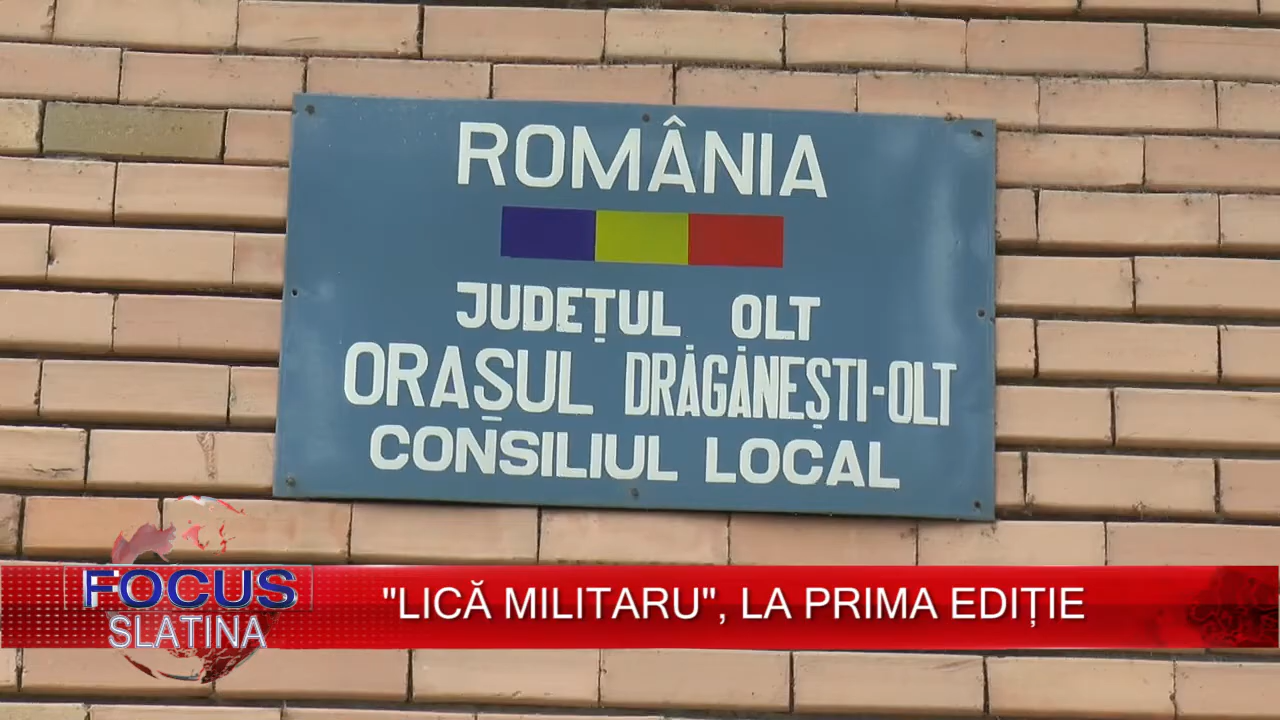 ROMÂNIA
JUDEȚUL OLT
ORAȘUL DRĂGĂNEȘTI-OLT
CONSILIUL LOCAL
FOCUS
SLATINA
"LICĂ MILITARU", LA PRIMA EDIȚIE